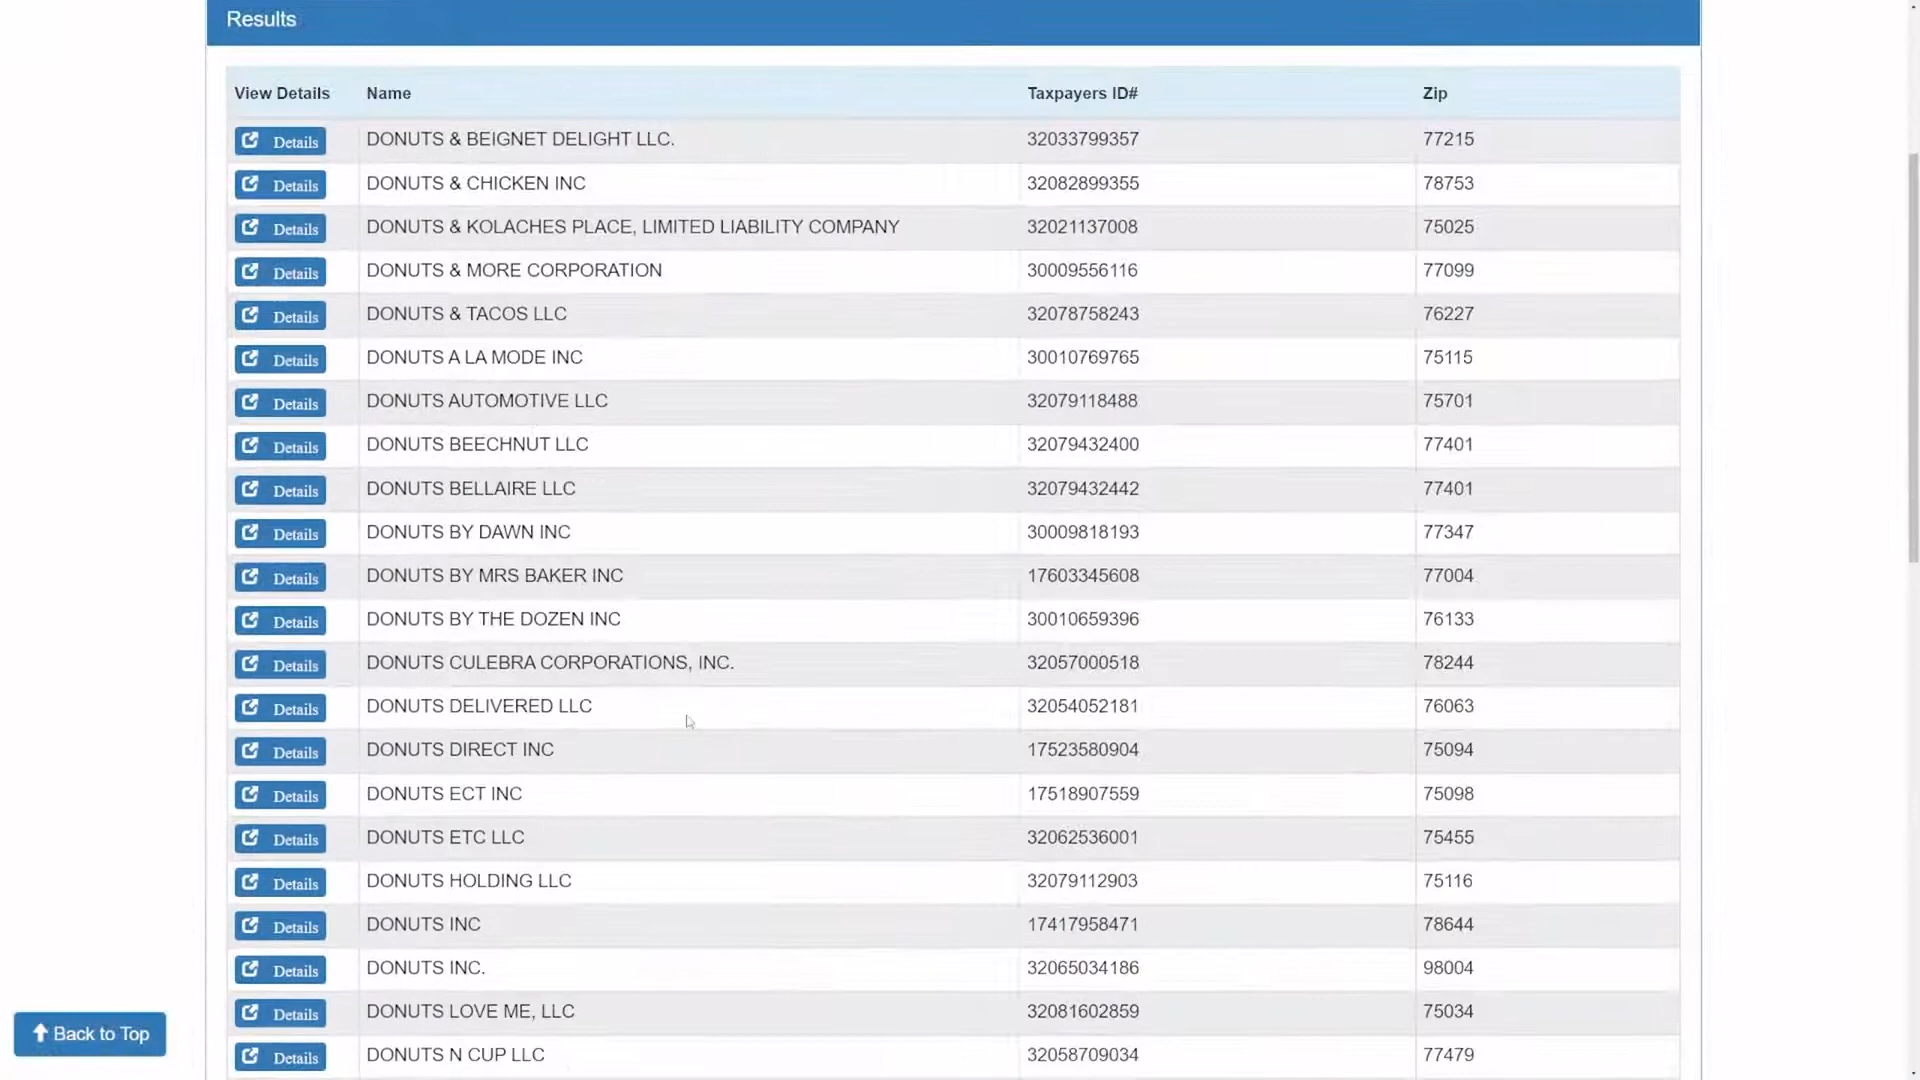 Results
View Details Name Taxpayers ID# Zip
Details DONUTS & BEIGNET DELIGHT LLC. 32033799357 77215
Details DONUTS & CHICKEN INC 32082899355 78753
Details DONUTS & KOLACHES PLACE, LIMITED LIABILITY COMPANY 32021137008 75025
Details DONUTS & MORE CORPORATION 30009556116 77099
Details DONUTS & TACOS LLC 32078758243 76227
Details DONUTS A LA MODE INC 30010769765 75115
Details DONUTS AUTOMOTIVE LLC 32079118488 75701
Details DONUTS BEECHNUT LLC 32079432400 77401
Details DONUTS BELLAIRE LLC 32079432442 77401
Details DONUTS BY DAWN INC 30009818193 77347
Details DONUTS BY MRS BAKER INC 17603345608 77004
Details DONUTS BY THE DOZEN INC 30010659396 76133
Details DONUTS CULEBRA CORPORATIONS, INC. 32057000518 78244
Details DONUTS DELIVERED LLC 32054052181 76063
Details DONUTS DIRECT INC 17523580904 75094
Details DONUTS ECT INC 17518907559 75098
Details DONUTS ETC LLC 32062536001 75455
Details DONUTS HOLDING LLC 32079112903 75116
Details DONUTS INC 17417958471 78644
Details DONUTS INC. 32065034186 98004
Details DONUTS LOVE ME, LLC 32081602859 75034
Back to Top
Details DONUTS N CUP LLC 32058709034 77479